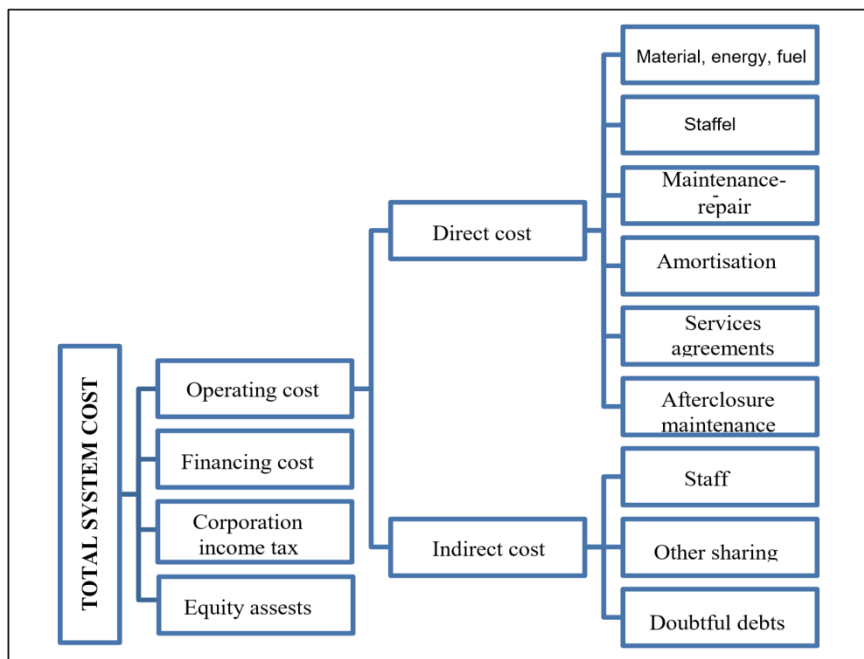 TOTAL SYSTEM COST
Operating cost
Financing cost
Corporation
income tax
Equity assests
Direct cost
Indirect cost
Material, energy, fuel
Staffel
Maintenance-
repair
Amortisation
Services
agreements
Afterclosure
maintenance
Staff
Other sharing
Doubtful debts